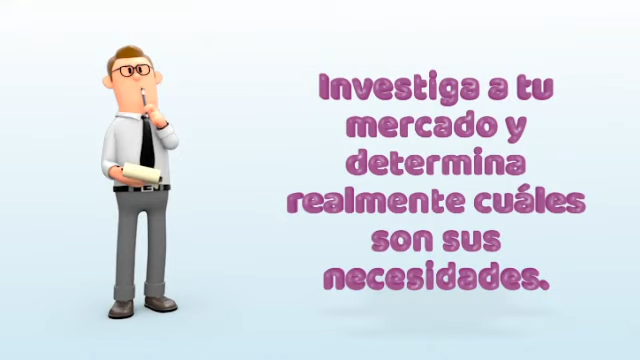 Investiga a tu
mercado y
determina
realmente cuáles
son sus
necesidades.